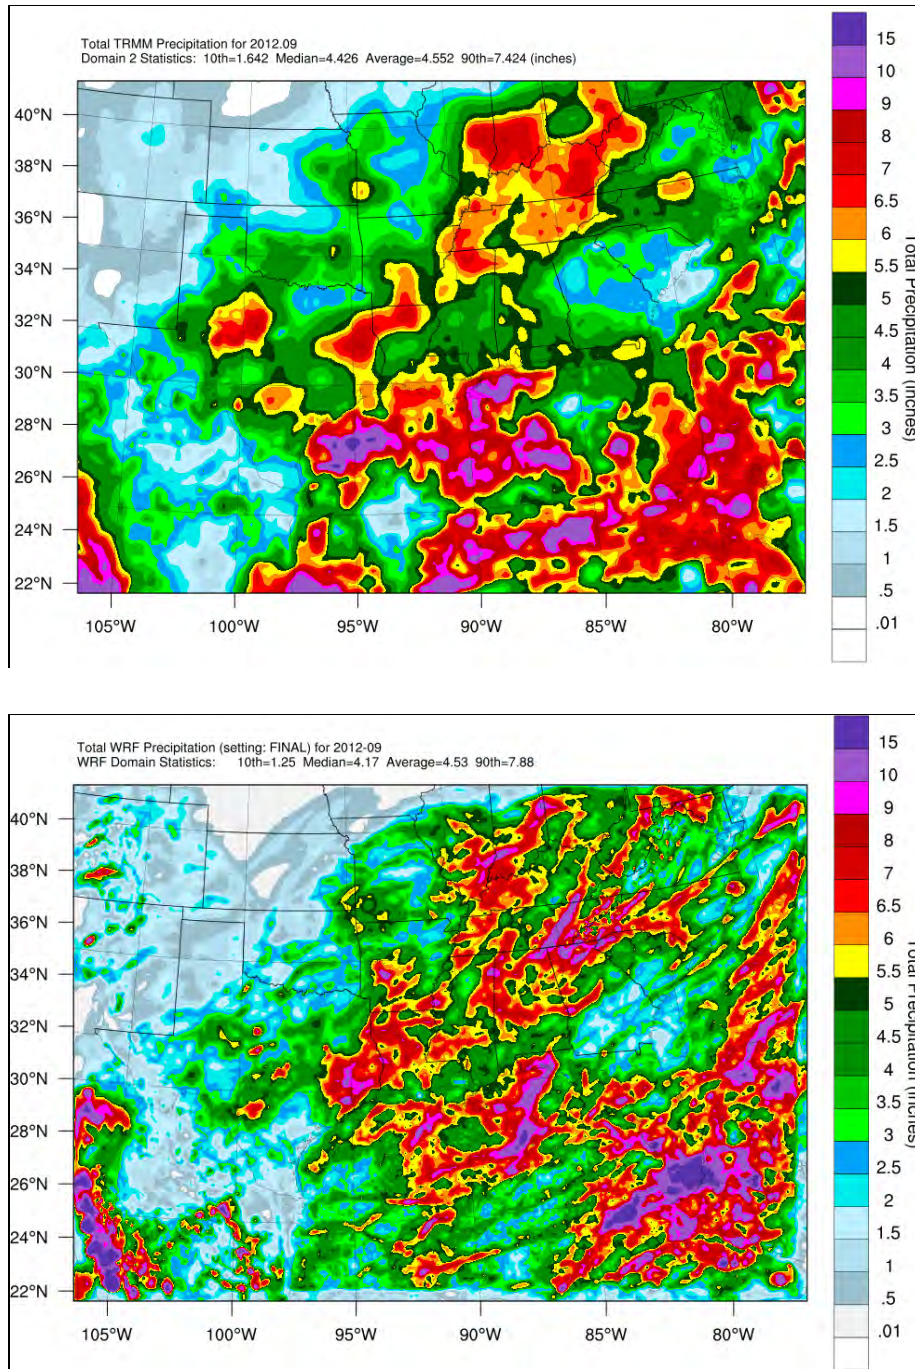 Total TRMM Precipitation for 2012.09
Domain 2 Statistics: 10th=1.642 Median=4.426 Average=4.552 90th=7.424 (inches)
40°N
38°N
36°N
34°N
32°N
30°N
28°N
26°N
24°N
22°N
105°W 100°W 95°W 90°W 85°W 80°W
15
10
9
8
7
6.5
6
5.5
5
4.5
4
3.5
3
2.5
2
1.5
1
.5
.01
Total Precipitation (inches)
Total WRF Precipitation (setting: FINAL) for 2012-09
WRF Domain Statistics: 10th=1.25 Median=4.17 Average=4.53 90th=7.88
40°N
38°N
36°N
34°N
32°N
30°N
28°N
26°N
24°N
22°N
105°W 100°W 95°W 90°W 85°W 80°W
15
10
9
8
7
6.5
6
5.5
5
4.5
4
3.5
3
2.5
2
1.5
1
.5
.01
Total Precipitation (inches)